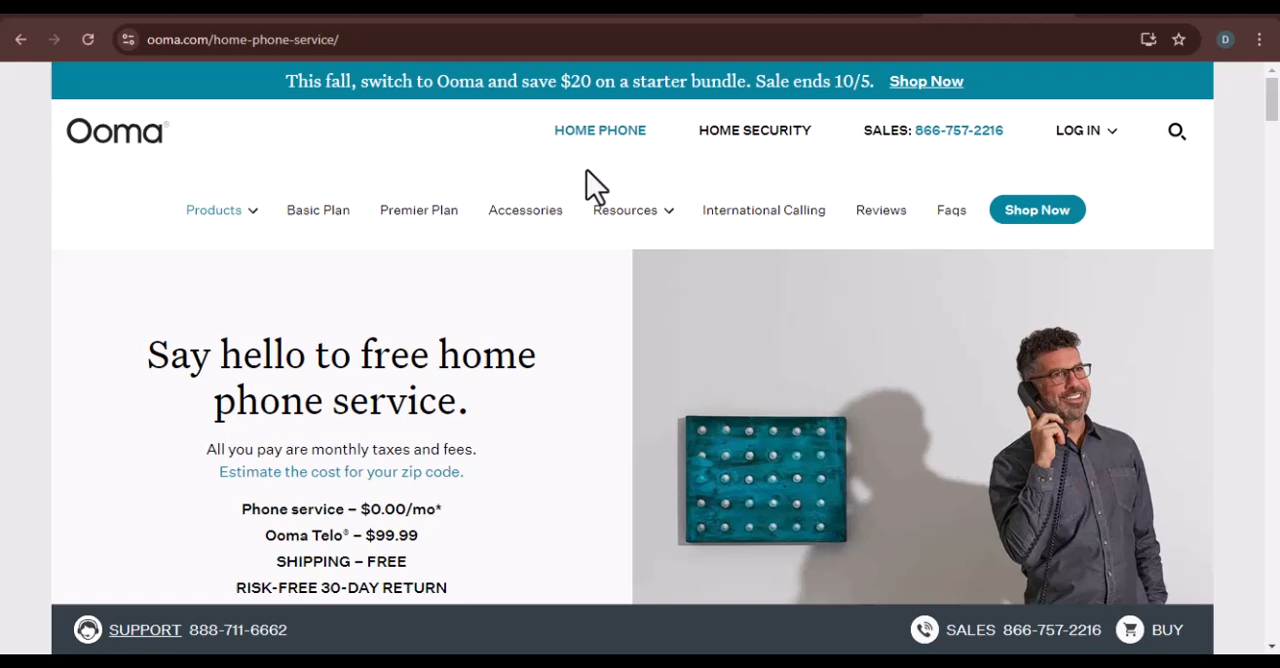 ooma.com/home-phone-service/
D
This fall, switch to Ooma and save $20 on a starter bundle. Sale ends 10/5. Shop Now
Ooma®
HOME PHONE HOME SECURITY SALES: 866-757-2216 LOG IN
Products Basic Plan Premier Plan Accessories Resources International Calling Reviews Faqs Shop Now
Say hello to free home
phone service.
All you pay are monthly taxes and fees.
Estimate the cost for your zip code.
Phone service – $0.00/mo*
Ooma Telo® – $99.99
SHIPPING – FREE
RISK-FREE 30-DAY RETURN
SUPPORT 888-711-6662 SALES 866-757-2216 BUY